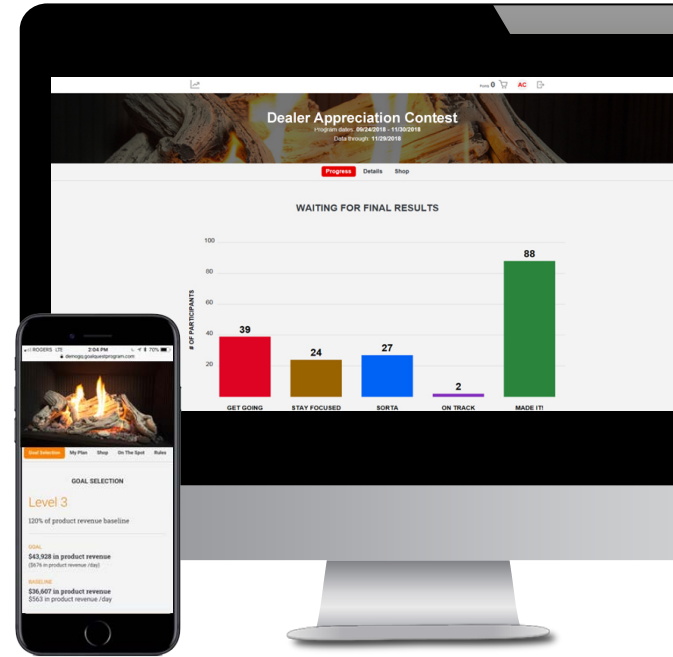 0
AC
Dealer Appreciation Contest
Program dates: 09/24/2018 - 11/30/2018
Data through: 11/29/2018
Progress Details Shop
WAITING FOR FINAL RESULTS
# OF PARTICIPANTS
100
80
60
40
20
39
24
27
2
88
GET GOING STAY FOCUSED SORTA ON TRACK MADE IT!
ROGERS LTE 2:04 PM 70%
demogq.goalquestprogram.com
Goal Selection My Plan Shop On The Spot Rules
GOAL SELECTION
Level 3
120% of product revenue baseline
GOAL
$43,928 in product revenue
($676 in product revenue /day)
BASELINE
$36,607 in product revenue
$563 in product revenue /day